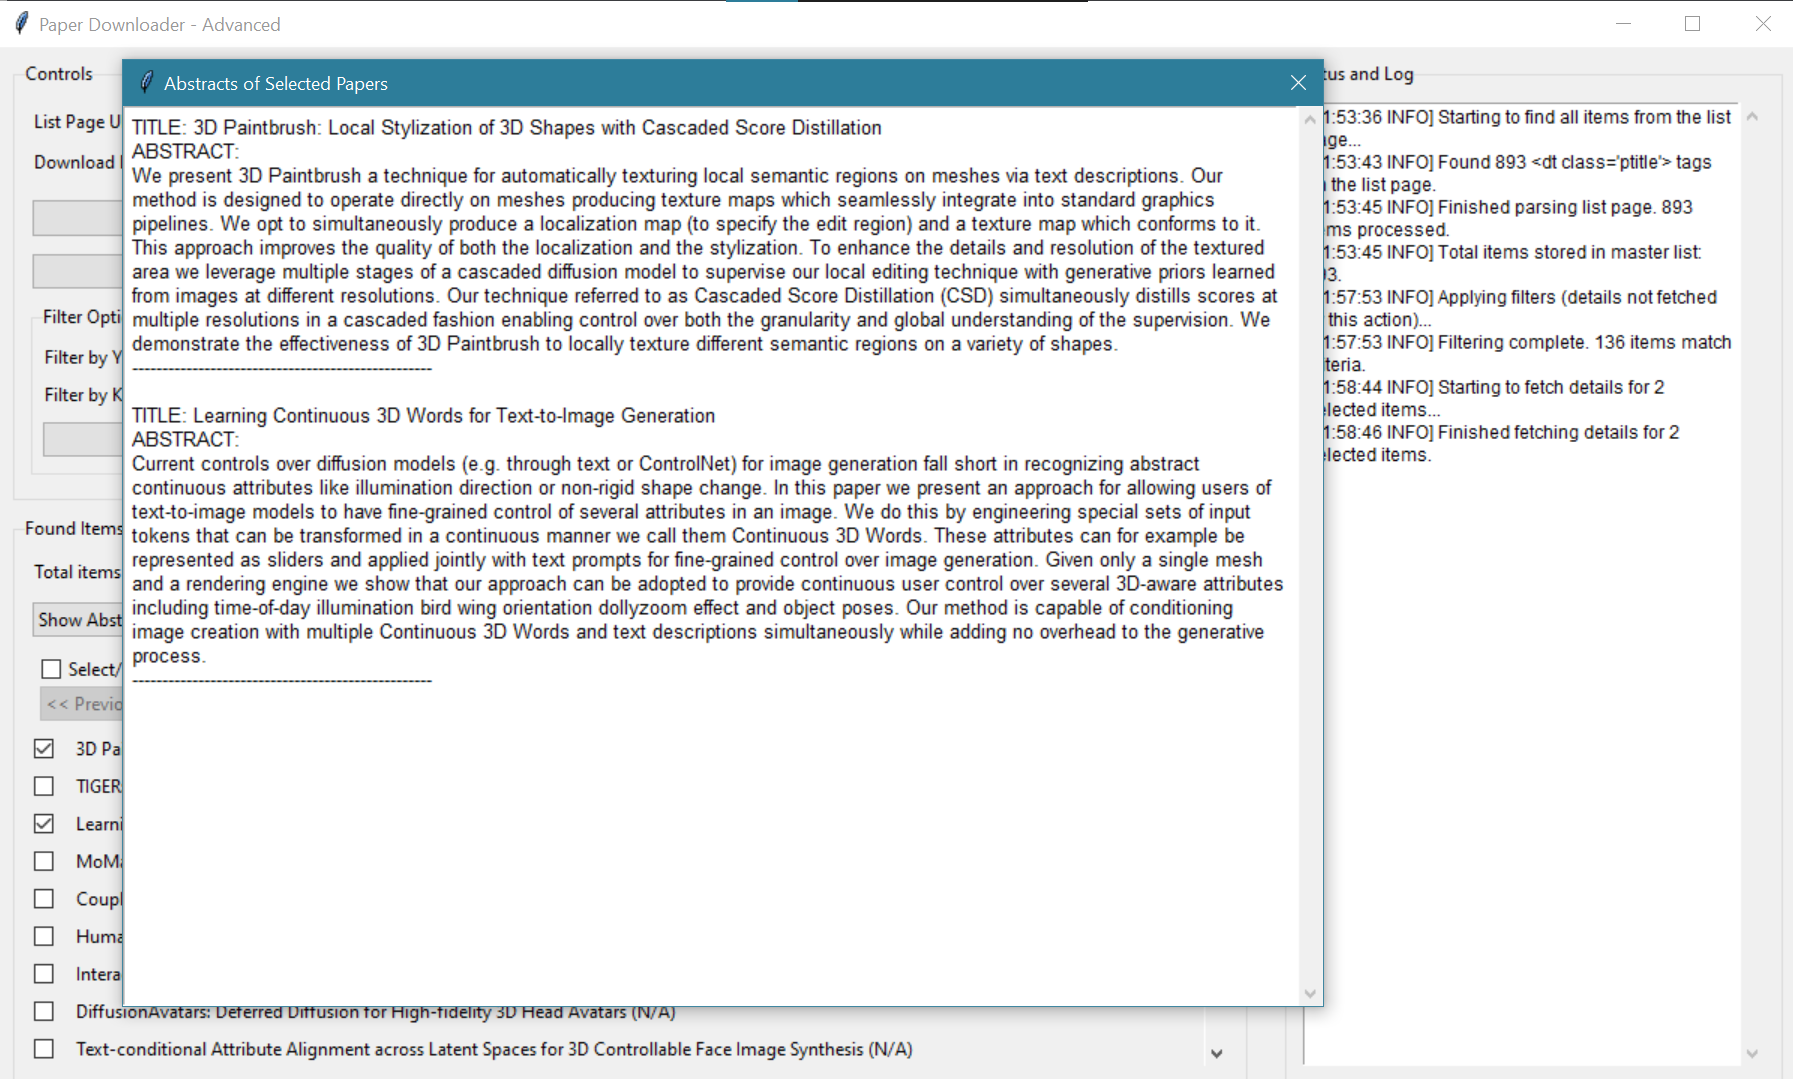 Paper Downloader - Advanced
Controls
List Page U
Download
Filter Opti
Filter by Y
Filter by K
Found Items
Total items
Show Abst
Select/
<< Previo
3D Pa
TIGER
Learni
MoMa
Coupl
Huma
Intera
DiffusionAvatars: Deferred Diffusion for High-fidelity 3D Head Avatars (N/A)
Text-conditional Attribute Alignment across Latent Spaces for 3D Controllable Face Image Synthesis (N/A)
Abstracts of Selected Papers
TITLE: 3D Paintbrush: Local Stylization of 3D Shapes with Cascaded Score Distillation
ABSTRACT:
We present 3D Paintbrush a technique for automatically texturing local semantic regions on meshes via text descriptions. Our
method is designed to operate directly on meshes producing texture maps which seamlessly integrate into standard graphics
pipelines. We opt to simultaneously produce a localization map (to specify the edit region) and a texture map which conforms to it.
This approach improves the quality of both the localization and the stylization. To enhance the details and resolution of the textured
area we leverage multiple stages of a cascaded diffusion model to supervise our local editing technique with generative priors learned
from images at different resolutions. Our technique referred to as Cascaded Score Distillation (CSD) simultaneously distills scores at
multiple resolutions in a cascaded fashion enabling control over both the granularity and global understanding of the supervision. We
demonstrate the effectiveness of 3D Paintbrush to locally texture different semantic regions on a variety of shapes.
--------------------------------------------------
TITLE: Learning Continuous 3D Words for Text-to-Image Generation
ABSTRACT:
Current controls over diffusion models (e.g. through text or ControlNet) for image generation fall short in recognizing abstract
continuous attributes like illumination direction or non-rigid shape change. In this paper we present an approach for allowing users of
text-to-image models to have fine-grained control of several attributes in an image. We do this by engineering special sets of input
tokens that can be transformed in a continuous manner we call them Continuous 3D Words. These attributes can for example be
represented as sliders and applied jointly with text prompts for fine-grained control over image generation. Given only a single mesh
and a rendering engine we show that our approach can be adopted to provide continuous user control over several 3D-aware attributes
including time-of-day illumination bird wing orientation dollyzoom effect and object poses. Our method is capable of conditioning
image creation with multiple Continuous 3D Words and text descriptions simultaneously while adding no overhead to the generative
process.
--------------------------------------------------
tus and Log
1:53:36 INFO] Starting to find all items from the list
ge...
1:53:43 INFO] Found 893 <dt class='ptitle'> tags
the list page.
1:53:45 INFO] Finished parsing list page. 893
ms processed.
1:53:45 INFO] Total items stored in master list:
93.
1:57:53 INFO] Applying filters (details not fetched
this action)...
1:57:53 INFO] Filtering complete. 136 items match
teria.
1:58:44 INFO] Starting to fetch details for 2
elected items...
1:58:46 INFO] Finished fetching details for 2
elected items.